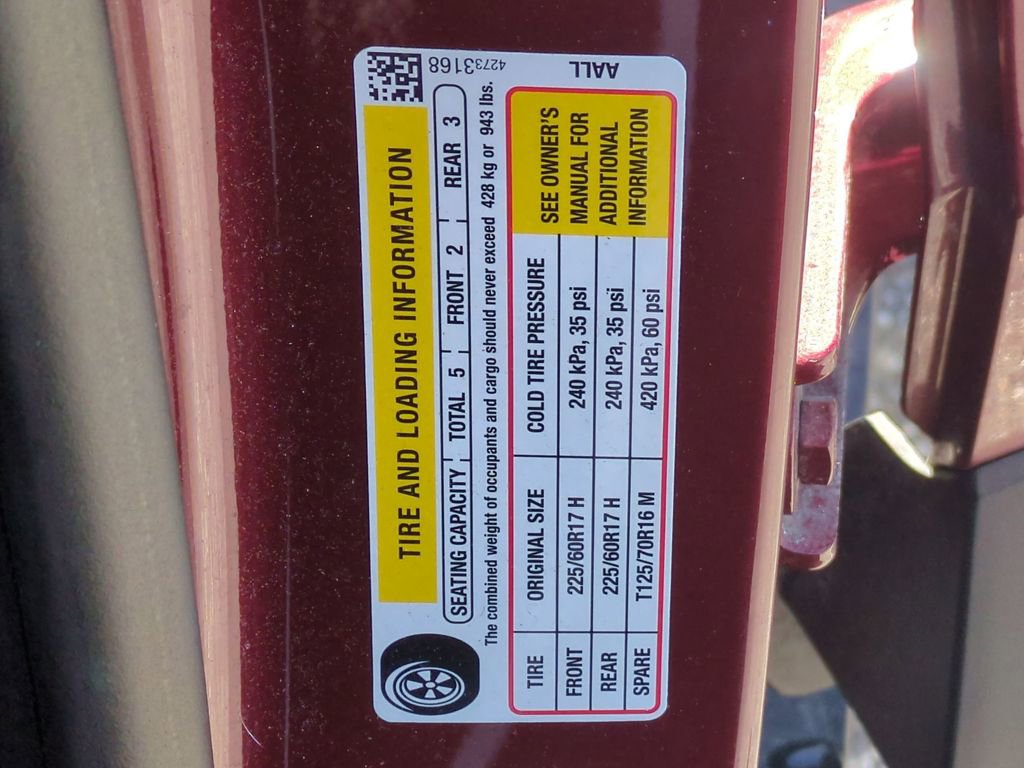 TIRE AND LOADING INFORMATION
SEATING CAPACITY TOTAL 5 FRONT 2 REAR 3
The combined weight of occupants and cargo should never exceed 428 kg or 943 lbs.
TIRE ORIGINAL SIZE COLD TIRE PRESSURE
FRONT 225/60R17 H 240 kPa, 35 psi
REAR 225/60R17 H 240 kPa, 35 psi
SPARE T125/70R16 M 420 kPa, 60 psi
SEE OWNER'S
MANUAL FOR
ADDITIONAL
INFORMATION
42733168
AALL